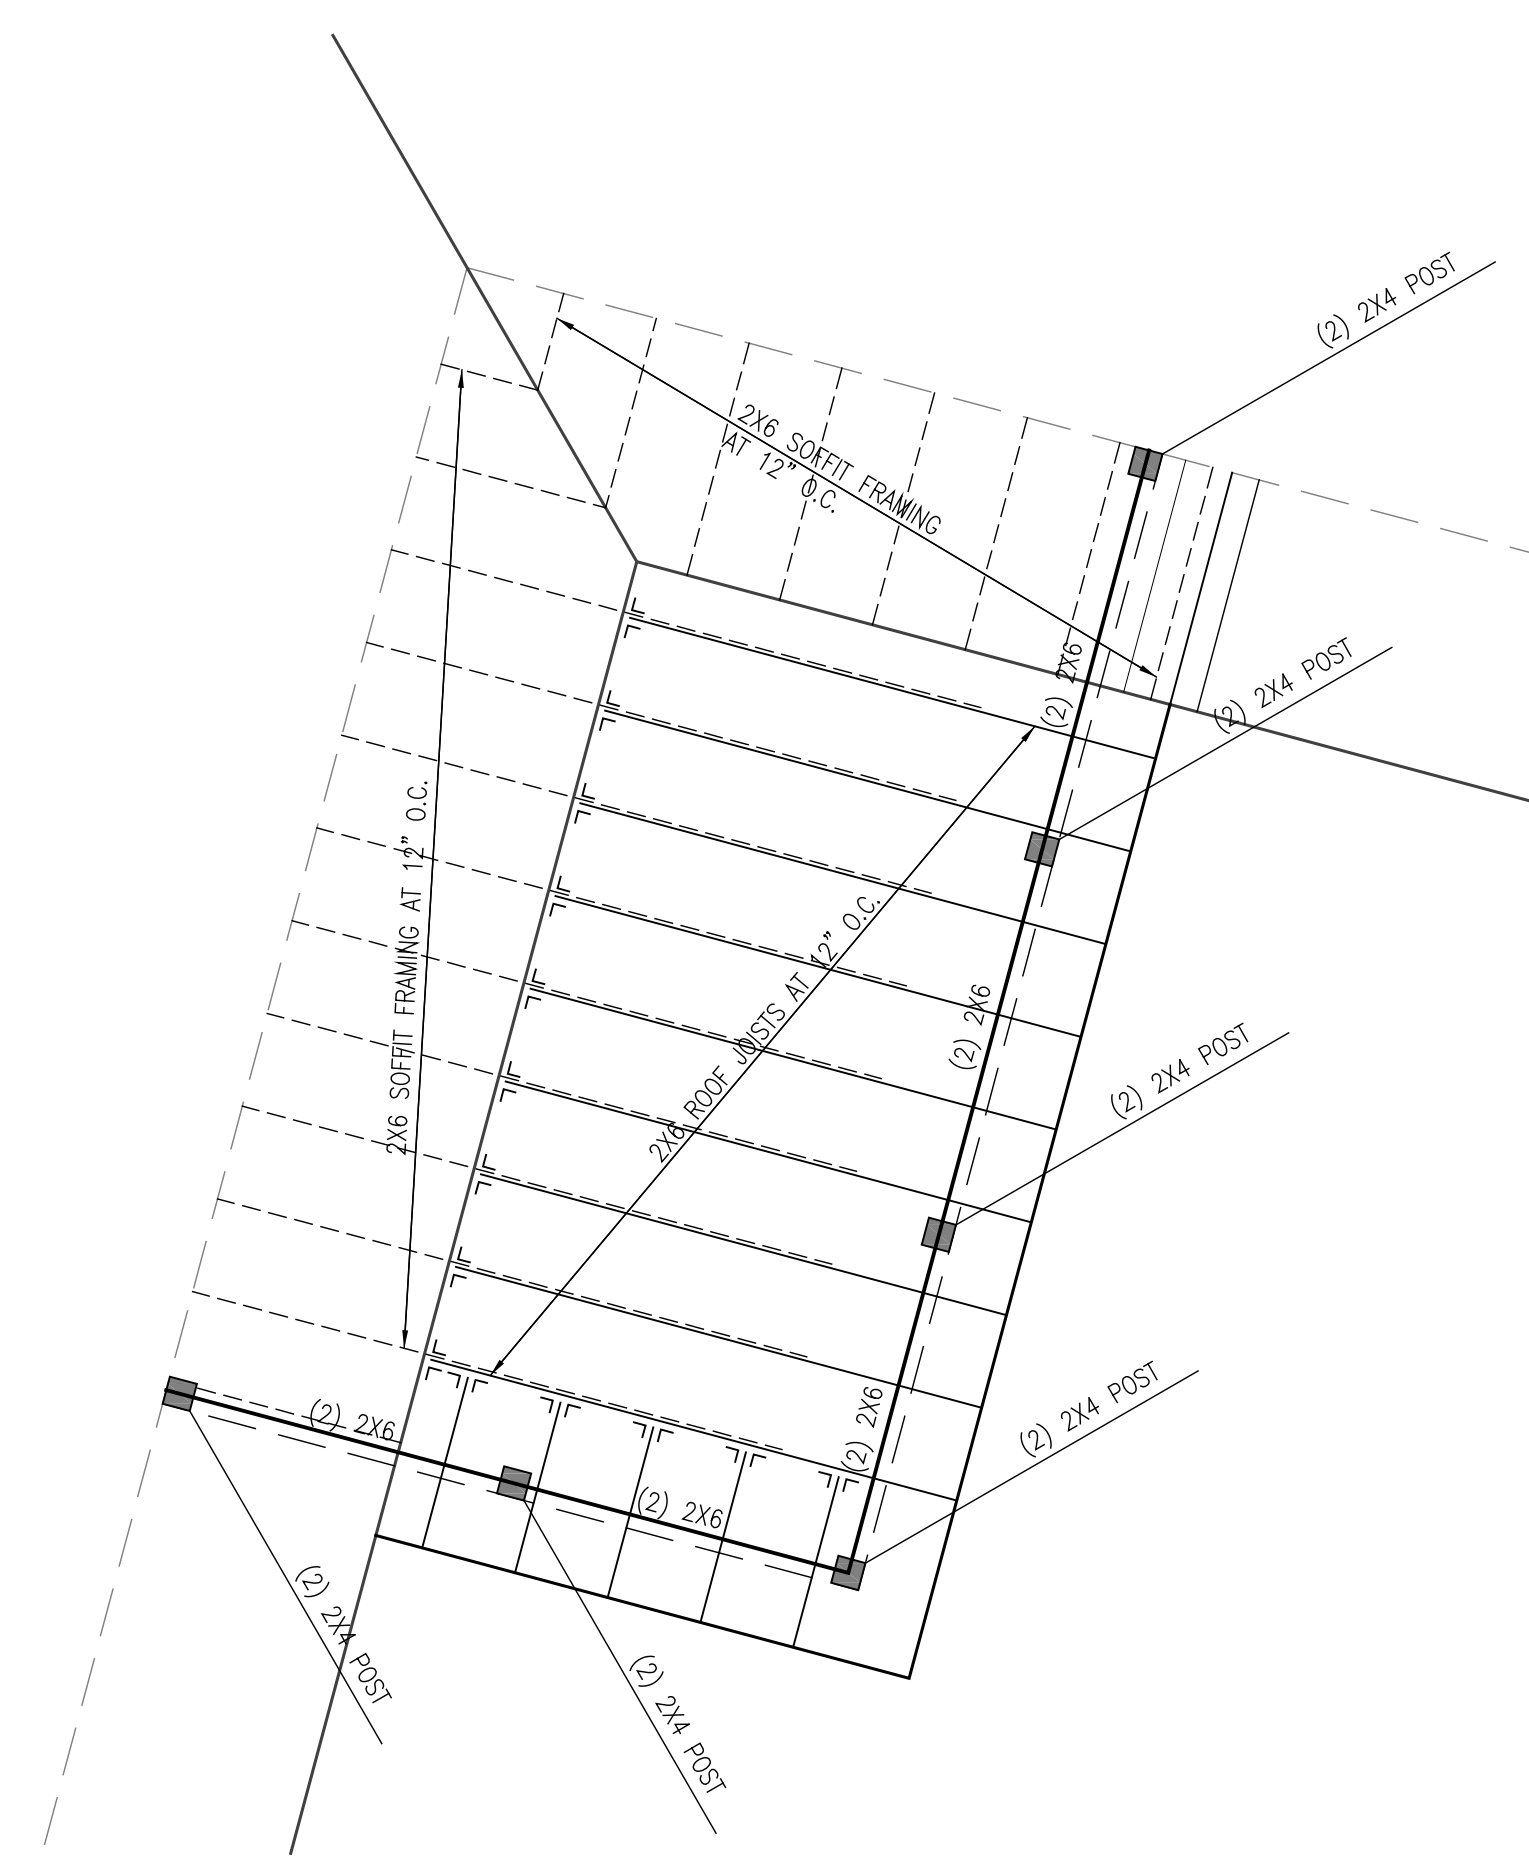 (2) 2X4 POST
2X6 SOFFIT FRAMING
AT 12" O.C.
(2) 2X6
(2) 2X4 POST
2X6 SOFFIT FRAMING AT 12" O.C.
2X6 ROOF JOISTS AT 12" O.C.
(2) 2X6
(2) 2X4 POST
(2) 2X6
(2) 2X4 POST
(2) 2X6
(2) 2X6
(2) 2X4 POST
(2) 2X4 POST